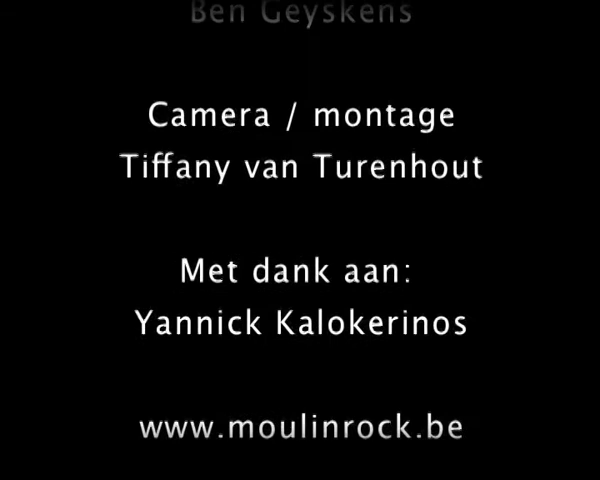 Ben Geyskens
Camera / montage
Tiffany van Turenhout
Met dank aan:
Yannick Kalokerinos
www.moulinrock.be